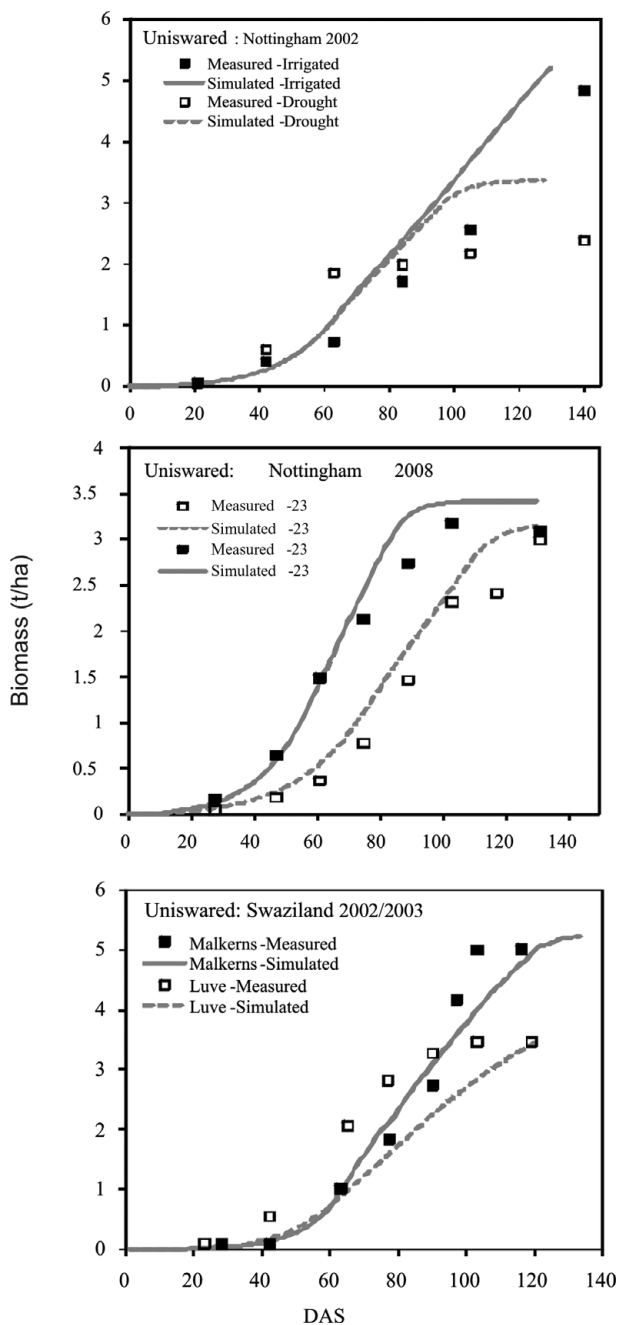 6
Uniswared : Nottingham 2002
Measured -Irrigated
5
Simulated -Irrigated
Measured -Drought
Simulated -Drought
4
3
2
1
0
0 20 40 60 80 100 120 140
4
Uniswared: Nottingham 2008
3.5
Measured -23
Simulated -23
3
Measured -23
Simulated -23
2.5
2
1.5
1
0.5
0
0 20 40 60 80 100 120 140
Biomass (t/ha)
6
Uniswared: Swaziland 2002/2003
Malkerns -Measured
5
Malkerns -Simulated
Luve -Measured
Luve -Simulated
4
3
2
1
0
0 20 40 60 80 100 120 140
DAS